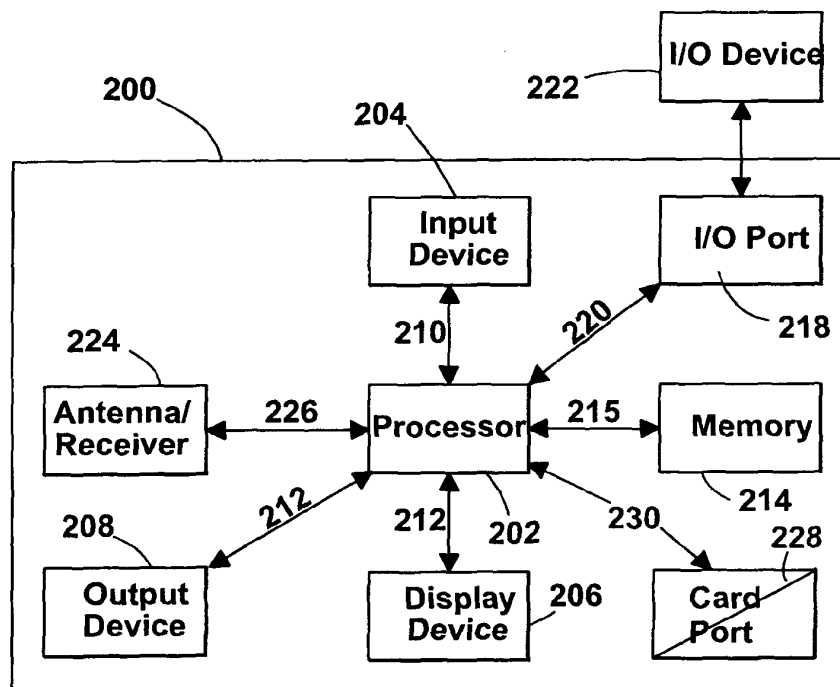 I/O Device
222
200
204
Input
Device
I/O Port
218
210
220
224
Antenna/
Receiver
226
Processor
215
Memory
214
212
212
202
230
228
208
Output
Device
Display
Device
206
Card
Port